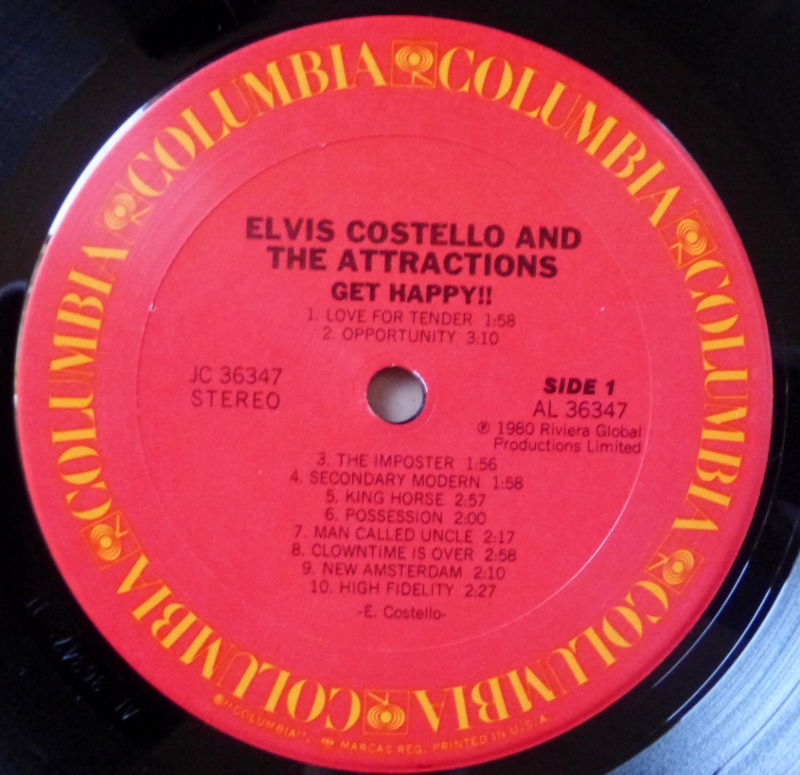 COLUMBIA COLUMBIA COLUMBIA COLUMBIA COLUMBIA COLUMBIA
ELVIS COSTELLO AND
THE ATTRACTIONS
GET HAPPY!!
1. LOVE FOR TENDER 1:58
2. OPPORTUNITY 3:10
JC 36347
STEREO
SIDE 1
AL 36347
℗ 1980 Riviera Global
Productions Limited
3. THE IMPOSTER 1:56
4. SECONDARY MODERN 1:58
5. KING HORSE 2:57
6. POSSESSION 2:00
7. MAN CALLED UNCLE 2:17
8. CLOWNTIME IS OVER 2:58
9. NEW AMSTERDAM 2:10
10. HIGH FIDELITY 2:27
-E. Costello-
"COLUMBIA", MARCAS REG. PRINTED IN U.S.A.